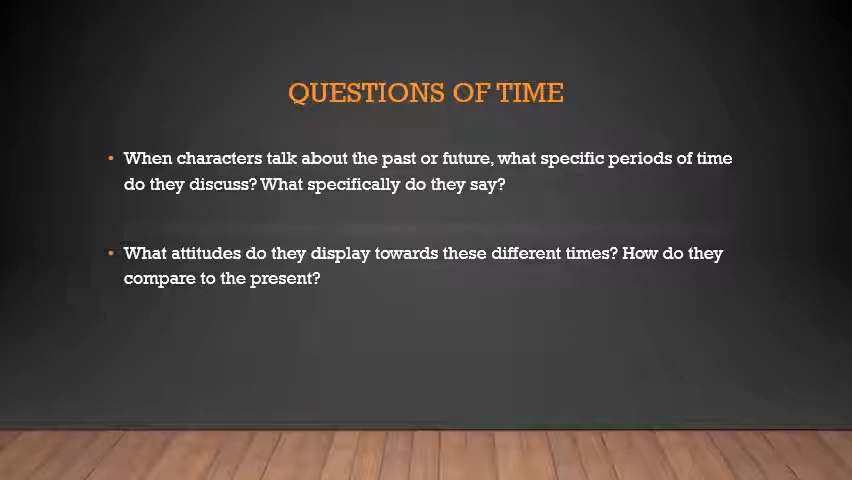 QUESTIONS OF TIME
• When characters talk about the past or future, what specific periods of time
do they discuss? What specifically do they say?
• What attitudes do they display towards these different times? How do they
compare to the present?